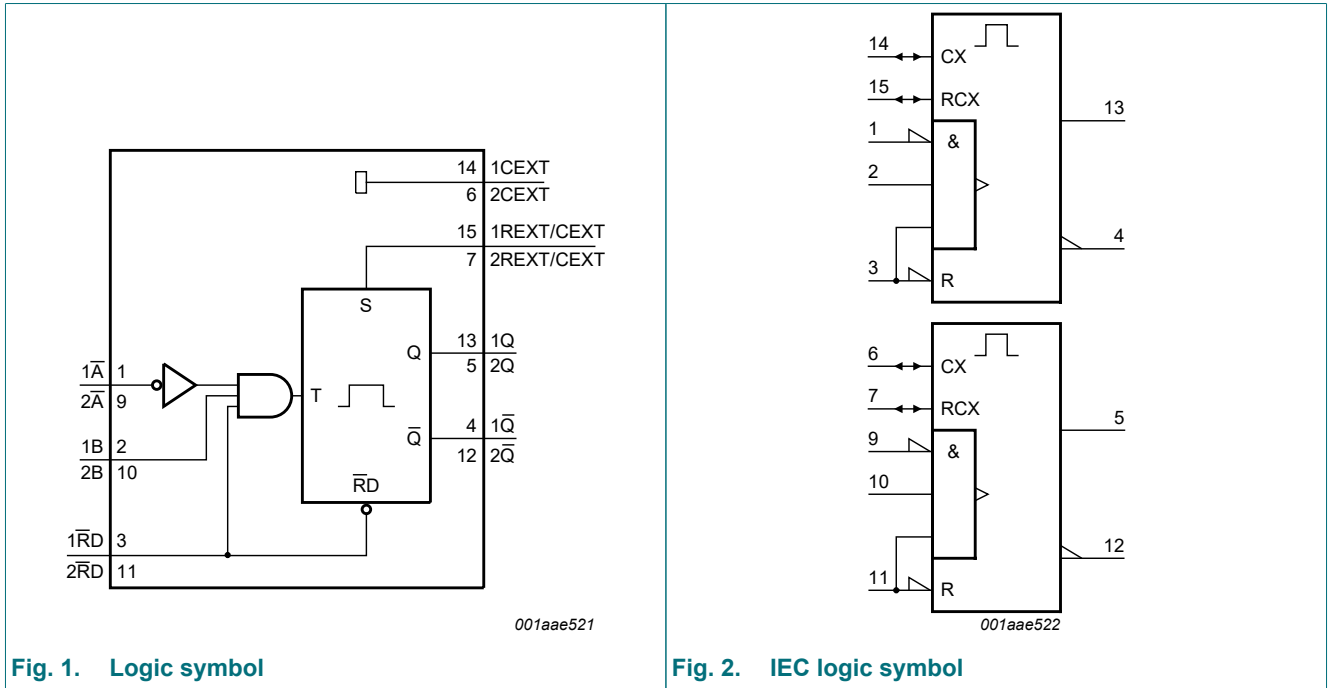 14 1CEXT
6 2CEXT
15 1REXT/CEXT
7 2REXT/CEXT
S
Q
13 1Q
5 2Q
1A̅ 1
2A̅ 9
T
Q̅
4 1Q̅
12 2Q̅
1B 2
2B 10
R̅D̅
1R̅D̅ 3
2R̅D̅ 11
001aae521
Fig. 1. Logic symbol
14 CX
15 RCX
13
1 &
2
4
3 R
6 CX
7 RCX
5
9 &
10
12
11 R
001aae522
Fig. 2. IEC logic symbol